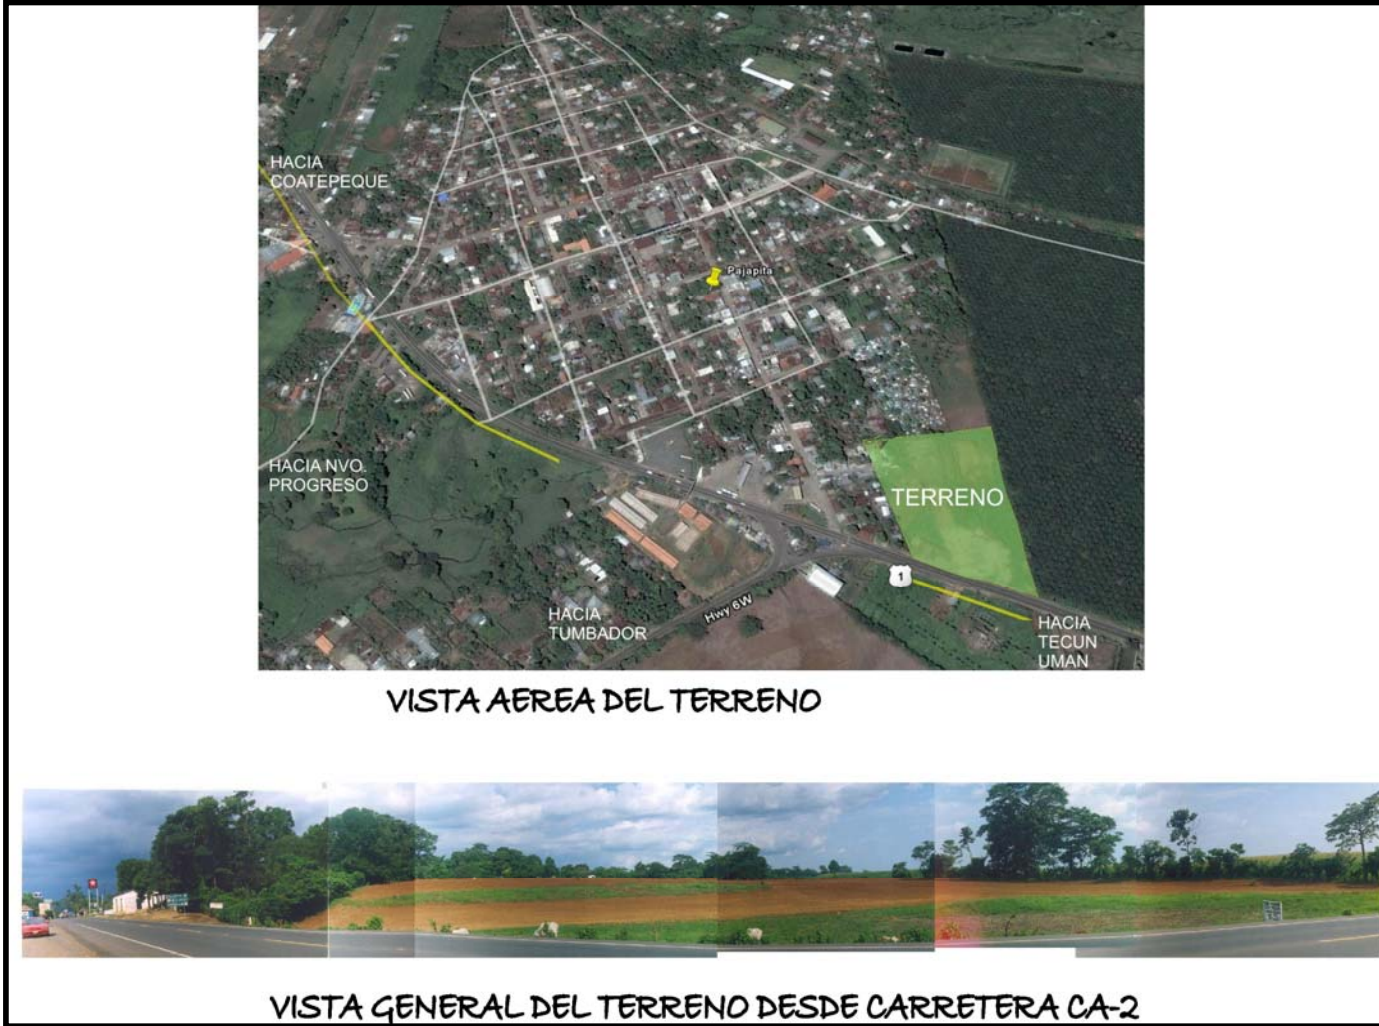 HACIA
COATEPEQUE
Pajapita
HACIA NVO.
PROGRESO
TERRENO
1
HACIA
TUMBADOR
Hwy 6W
HACIA
TECUN
UMAN
VISTA AEREA DEL TERRENO
VISTA GENERAL DEL TERRENO DESDE CARRETERA CA-2